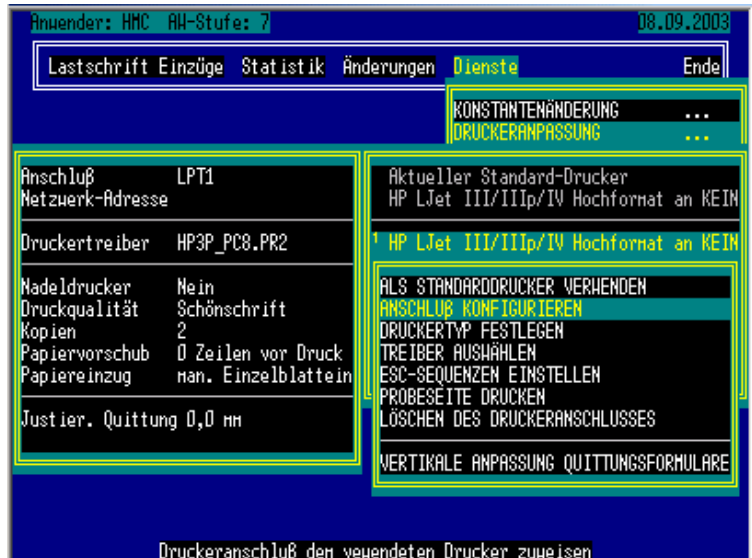 Anwender: HMC AW-Stufe: 7 08.09.2003
Lastschrift Einzüge Statistik Änderungen Dienste Ende
KONSTANTENÄNDERUNG ...
DRUCKERANPASSUNG ...
Anschluß LPT1
Netzwerk-Adresse
Druckertreiber HP3P_PC8.PR2
Nadeldrucker Nein
Druckqualität Schönschrift
Kopien 2
Papiervorschub 0 Zeilen vor Druck
Papiereinzug man. Einzelblattein
Justier. Quittung 0,0 mm
Aktueller Standard-Drucker
HP LJet III/IIIp/IV Hochformat an KEIN
1 HP LJet III/IIIp/IV Hochformat an KEIN
ALS STANDARDDRUCKER VERWENDEN
ANSCHLUß KONFIGURIEREN
DRUCKERTYP FESTLEGEN
TREIBER AUSWÄHLEN
ESC-SEQUENZEN EINSTELLEN
PROBESEITE DRUCKEN
LÖSCHEN DES DRUCKERANSCHLUSSES
VERTIKALE ANPASSUNG QUITTUNGSFORMULARE
Druckeranschluß dem vewendeten Drucker zuweisen